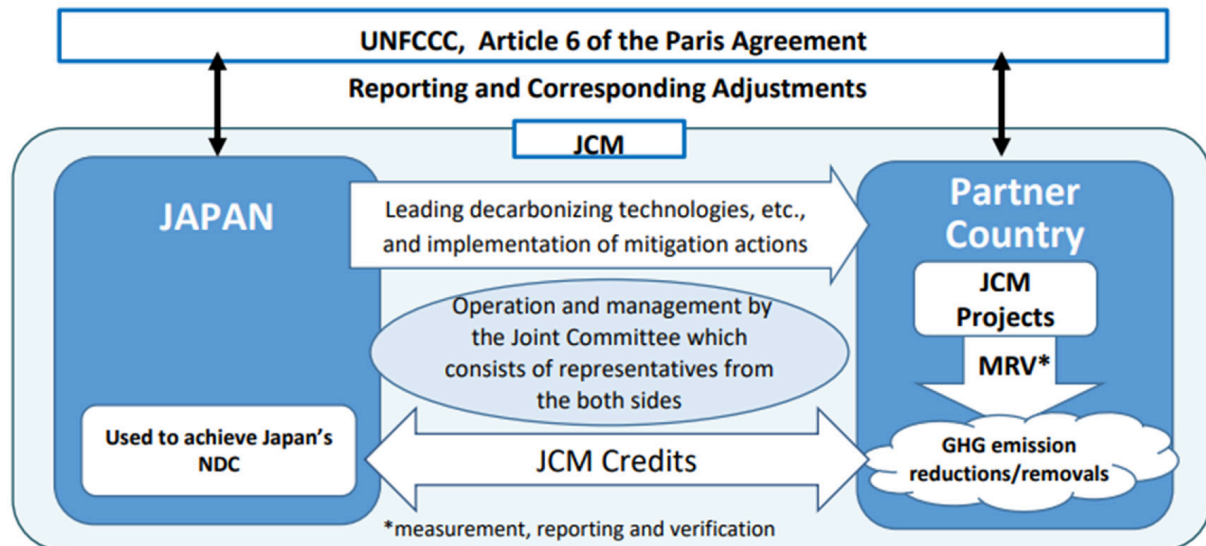 UNFCCC, Article 6 of the Paris Agreement
Reporting and Corresponding Adjustments
JCM
JAPAN
Leading decarbonizing technologies, etc.,
and implementation of mitigation actions
Partner
Country
JCM
Projects
Operation and management by
the Joint Committee which
consists of representatives from
the both sides
MRV*
Used to achieve Japan's
NDC
JCM Credits
GHG emission
reductions/removals
*measurement, reporting and verification